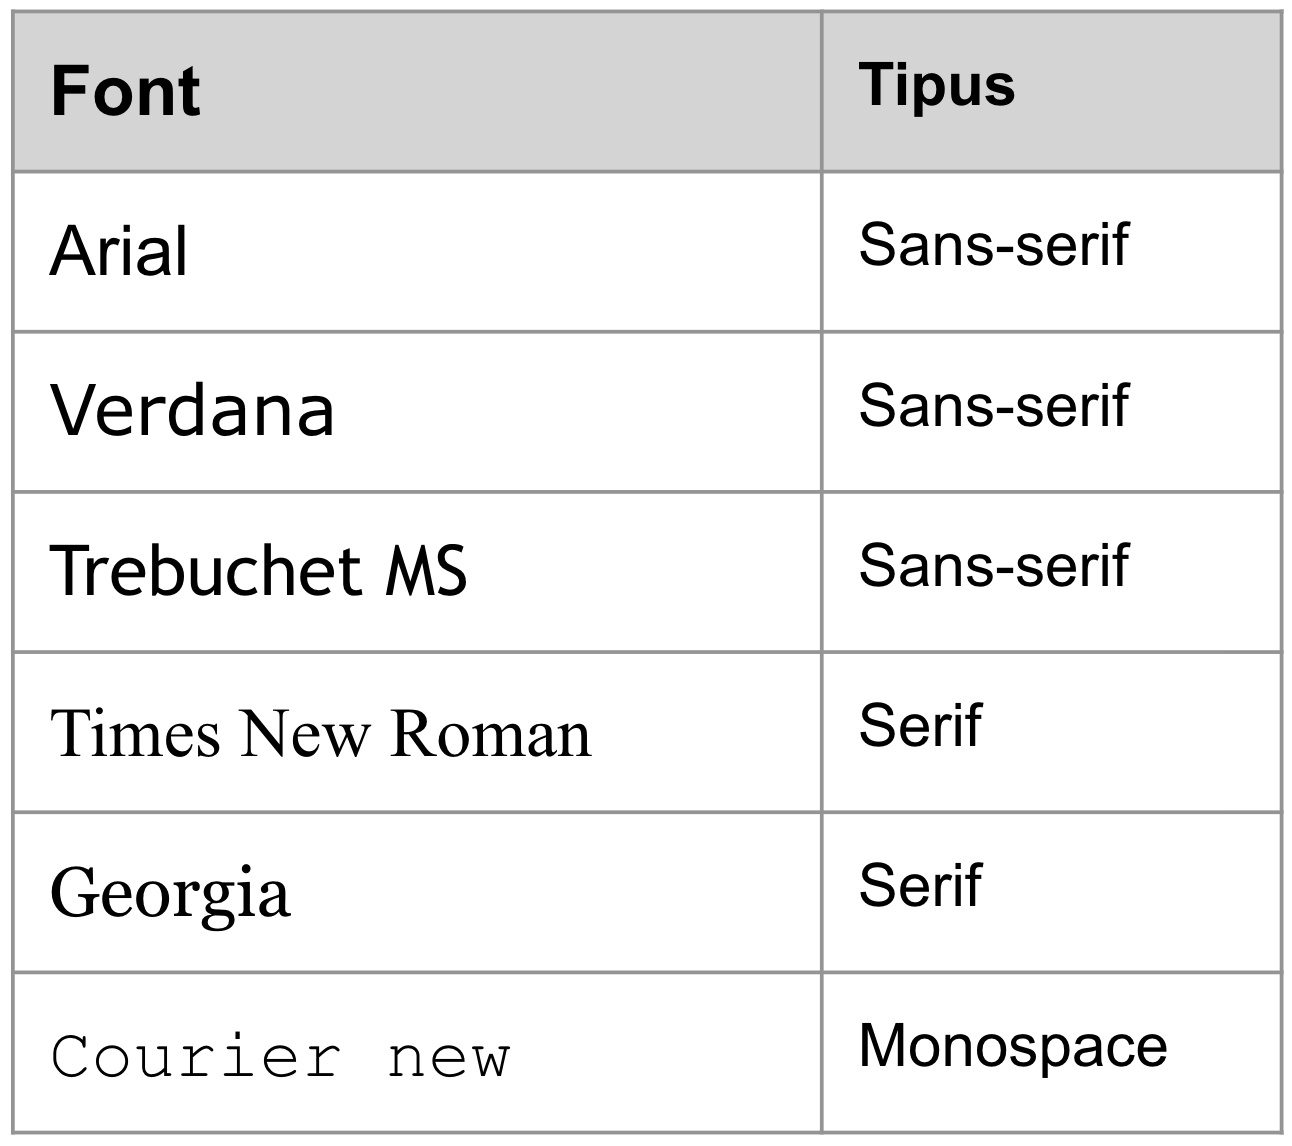 Font Tipus
Arial Sans-serif
Verdana Sans-serif
Trebuchet MS Sans-serif
Times New Roman Serif
Georgia Serif
Courier new Monospace